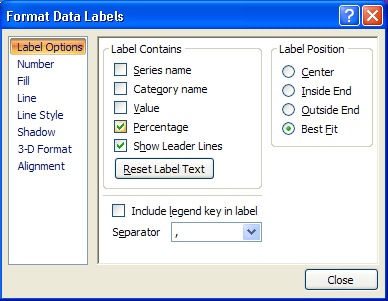 Format Data Labels
Label Options
Number
Fill
Line
Line Style
Shadow
3-D Format
Alignment
Label Contains
Series name
Category name
Value
Percentage
Show Leader Lines
Reset Label Text
Label Position
Center
Inside End
Outside End
Best Fit
Include legend key in label
Separator ,
Close